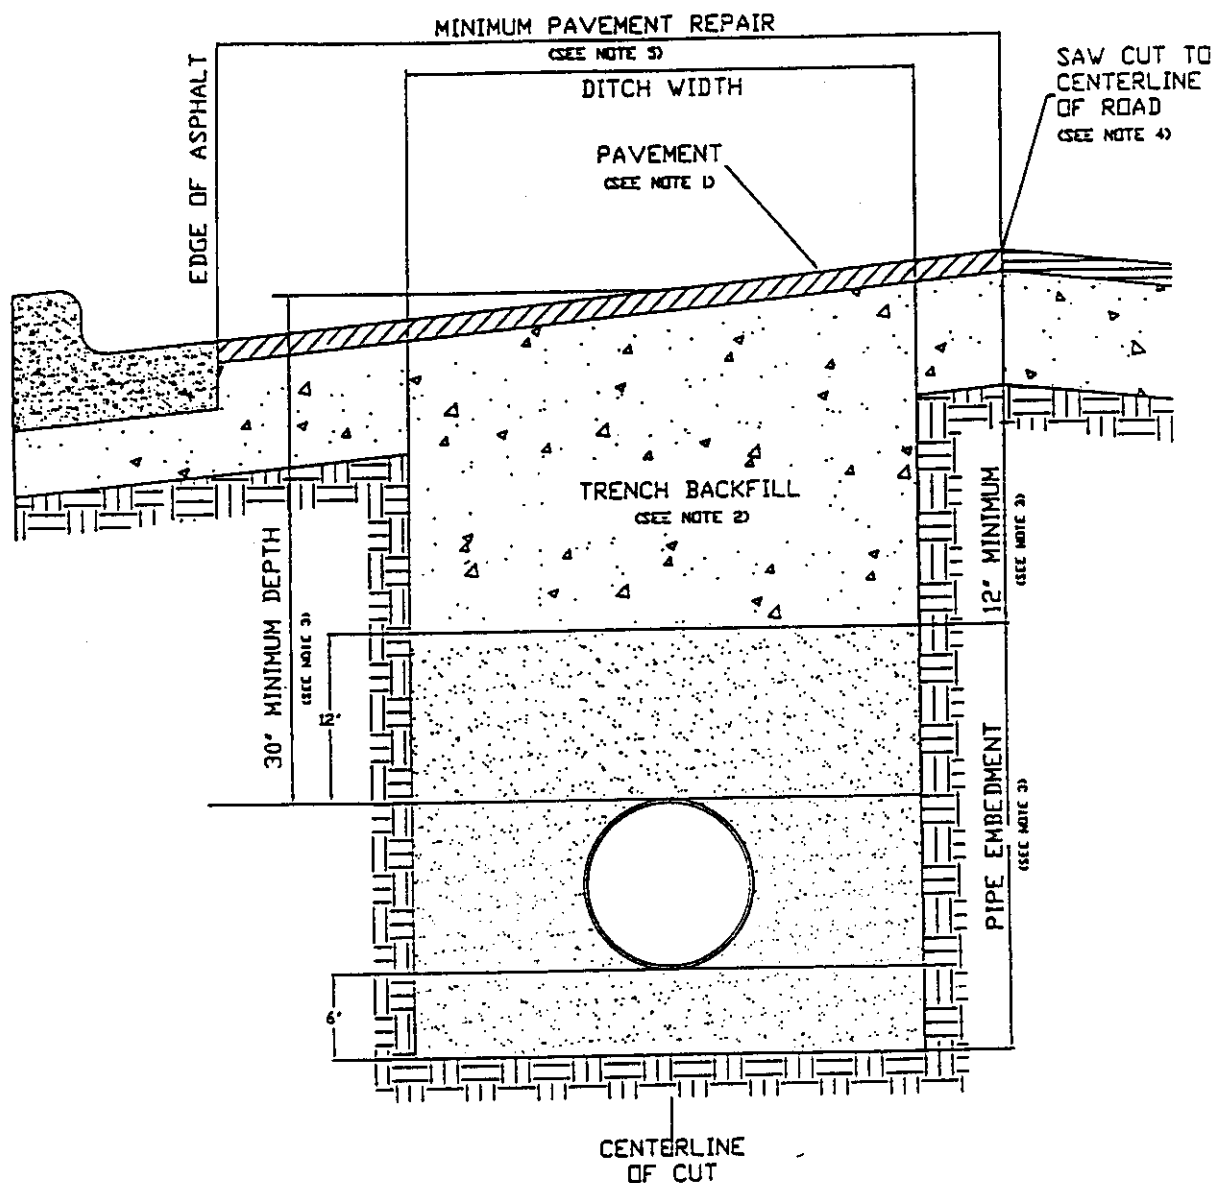 MINIMUM PAVEMENT REPAIR
(SEE NOTE 5)
DITCH WIDTH
SAW CUT TO
CENTERLINE
OF ROAD
(SEE NOTE 4)
EDGE OF ASPHALT
PAVEMENT
(SEE NOTE 1)
TRENCH BACKFILL
(SEE NOTE 2)
30" MINIMUM DEPTH
(SEE NOTE 3)
12" MINIMUM
(SEE NOTE 3)
12"
PIPE EMBEDMENT
(SEE NOTE 3)
6"
CENTERLINE
OF CUT